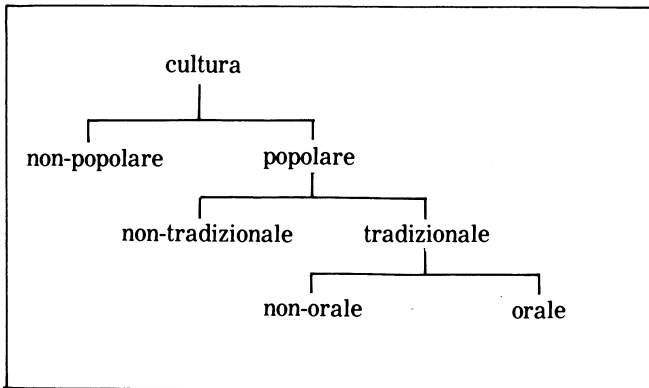 cultura
non-popolare popolare
non-tradizionale tradizionale
non-orale orale